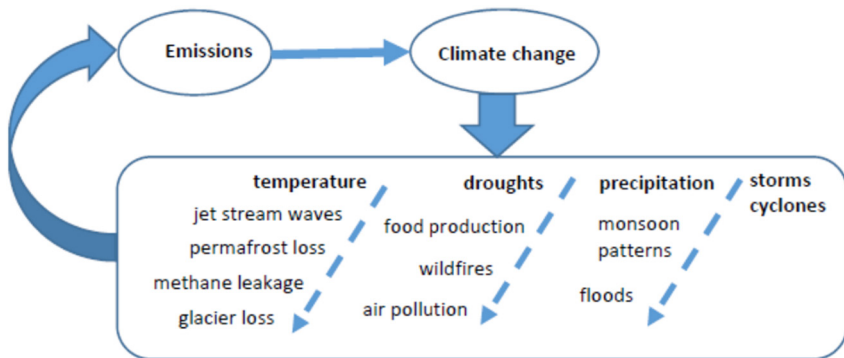 Emissions
Climate change
temperature
jet stream waves
permafrost loss
methane leakage
glacier loss
droughts
food production
wildfires
air pollution
precipitation
monsoon
patterns
floods
storms
cyclones